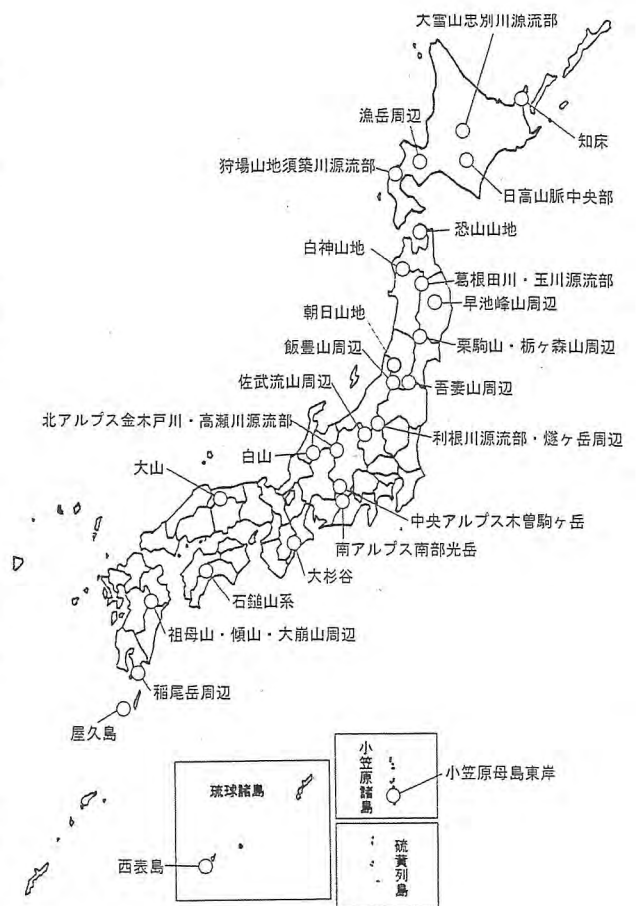 大雪山忠別川源流部
漁岳周辺
知床
狩場山地須築川源流部
日高山脈中央部
恐山山地
白神山地
葛根田川・玉川源流部
早池峰山周辺
朝日山地
栗駒山・栃ヶ森山周辺
飯豊山周辺
吾妻山周辺
佐武流山周辺
北アルプス金木戸川・高瀬川源流部
利根川源流部・燧ヶ岳周辺
白山
大山
中央アルプス木曽駒ヶ岳
南アルプス南部光岳
大杉谷
石鎚山系
祖母山・傾山・大崩山周辺
稲尾岳周辺
屋久島
小笠原諸島
小笠原母島東岸
琉球諸島
硫黄列島
西表島